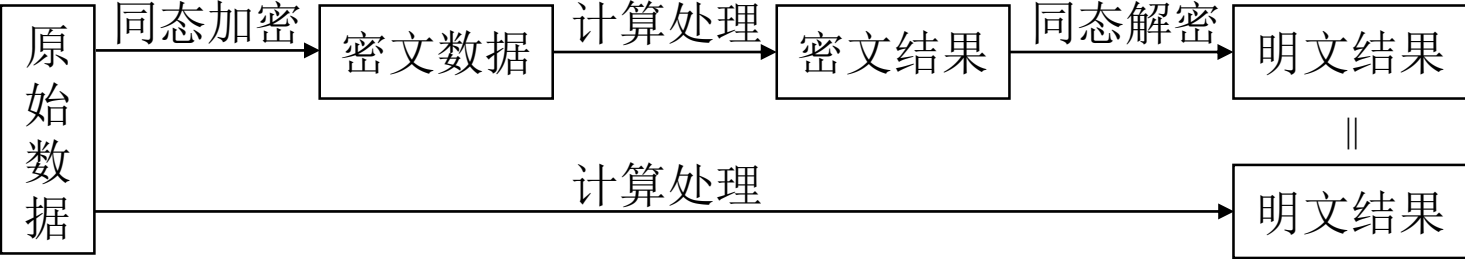 原始数据
同态加密
密文数据
计算处理
密文结果
同态解密
明文结果
=
计算处理
明文结果